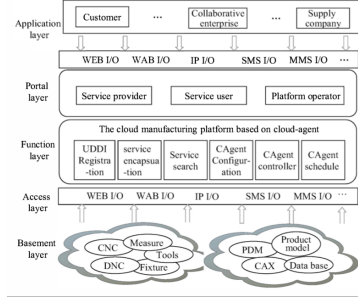 Application layer
Customer ... Collaborative enterprise ... Supply company
WEB I/O WAB I/O IP I/O SMS I/O MMS I/O ...
Portal layer
Service provider Service user Platform operator
The cloud manufacturing platform based on cloud-agent
Function layer
UDDI Registra-tion
service encapsua-tion
Service search
CAgent Configur-ation
CAgent controller
CAgent schedule
Access layer
WEB I/O WAB I/O IP I/O SMS I/O MMS I/O ...
Basement layer
CNC Measure Tools DNC Fixture
PDM Product model CAX Data base